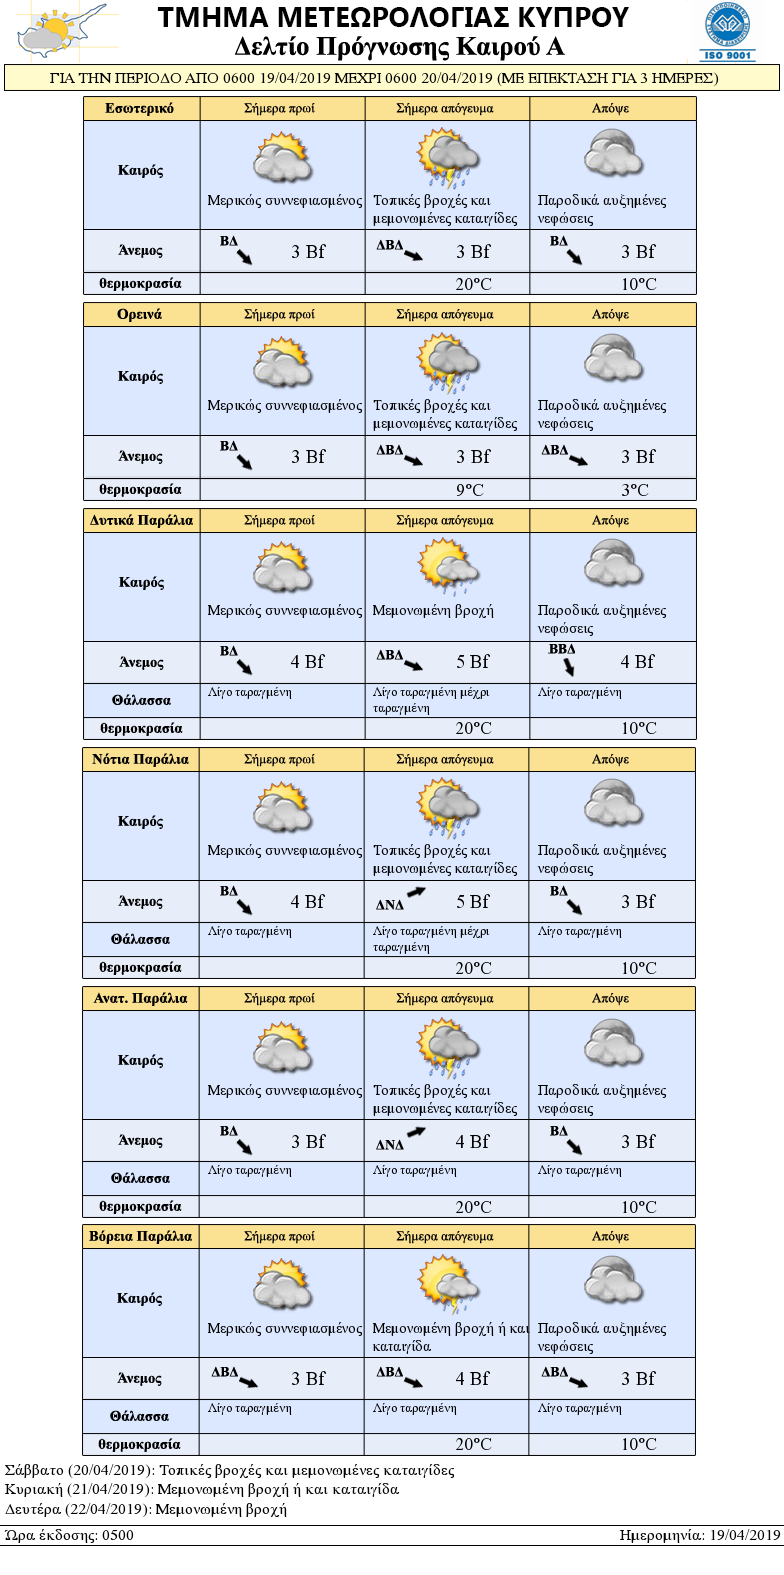 ΤΜΗΜΑ ΜΕΤΕΩΡΟΛΟΓΙΑΣ ΚΥΠΡΟΥ
Δελτίο Πρόγνωσης Καιρού Α
ISO 9001
ΓΙΑ ΤΗΝ ΠΕΡΙΟΔΟ ΑΠΟ 0600 19/04/2019 ΜΕΧΡΙ 0600 20/04/2019 (ΜΕ ΕΠΕΚΤΑΣΗ ΓΙΑ 3 ΗΜΕΡΕΣ)
Εσωτερικό Σήμερα πρωί Σήμερα απόγευμα Απόψε
Καιρός
Μερικώς συννεφιασμένος Τοπικές βροχές και Παροδικά αυξημένες
μεμονωμένες καταιγίδες νεφώσεις
Άνεμος ΒΔ 3 Bf ΔΒΔ 3 Bf ΒΔ 3 Bf
θερμοκρασία 20°C 10°C
Ορεινά Σήμερα πρωί Σήμερα απόγευμα Απόψε
Καιρός
Μερικώς συννεφιασμένος Τοπικές βροχές και Παροδικά αυξημένες
μεμονωμένες καταιγίδες νεφώσεις
Άνεμος ΒΔ 3 Bf ΔΒΔ 3 Bf ΔΒΔ 3 Bf
θερμοκρασία 9°C 3°C
Δυτικά Παράλια Σήμερα πρωί Σήμερα απόγευμα Απόψε
Καιρός
Μερικώς συννεφιασμένος Μεμονωμένη βροχή Παροδικά αυξημένες
νεφώσεις
Άνεμος ΒΔ 4 Bf ΔΒΔ 5 Bf ΒΒΔ 4 Bf
Θάλασσα Λίγο ταραγμένη Λίγο ταραγμένη μέχρι Λίγο ταραγμένη
ταραγμένη
θερμοκρασία 20°C 10°C
Νότια Παράλια Σήμερα πρωί Σήμερα απόγευμα Απόψε
Καιρός
Μερικώς συννεφιασμένος Τοπικές βροχές και Παροδικά αυξημένες
μεμονωμένες καταιγίδες νεφώσεις
Άνεμος ΒΔ 4 Bf ΔΝΔ 5 Bf ΒΔ 3 Bf
Θάλασσα Λίγο ταραγμένη Λίγο ταραγμένη μέχρι Λίγο ταραγμένη
ταραγμένη
θερμοκρασία 20°C 10°C
Ανατ. Παράλια Σήμερα πρωί Σήμερα απόγευμα Απόψε
Καιρός
Μερικώς συννεφιασμένος Τοπικές βροχές και Παροδικά αυξημένες
μεμονωμένες καταιγίδες νεφώσεις
Άνεμος ΒΔ 3 Bf ΔΝΔ 4 Bf ΒΔ 3 Bf
Θάλασσα Λίγο ταραγμένη Λίγο ταραγμένη Λίγο ταραγμένη
θερμοκρασία 20°C 10°C
Βόρεια Παράλια Σήμερα πρωί Σήμερα απόγευμα Απόψε
Καιρός
Μερικώς συννεφιασμένος Μεμονωμένη βροχή ή και Παροδικά αυξημένες
καταιγίδα νεφώσεις
Άνεμος ΔΒΔ 3 Bf ΔΒΔ 4 Bf ΔΒΔ 3 Bf
Θάλασσα Λίγο ταραγμένη Λίγο ταραγμένη Λίγο ταραγμένη
θερμοκρασία 20°C 10°C
Σάββατο (20/04/2019): Τοπικές βροχές και μεμονωμένες καταιγίδες
Κυριακή (21/04/2019): Μεμονωμένη βροχή ή και καταιγίδα
Δευτέρα (22/04/2019): Μεμονωμένη βροχή
Ώρα έκδοσης: 0500 Ημερομηνία: 19/04/2019